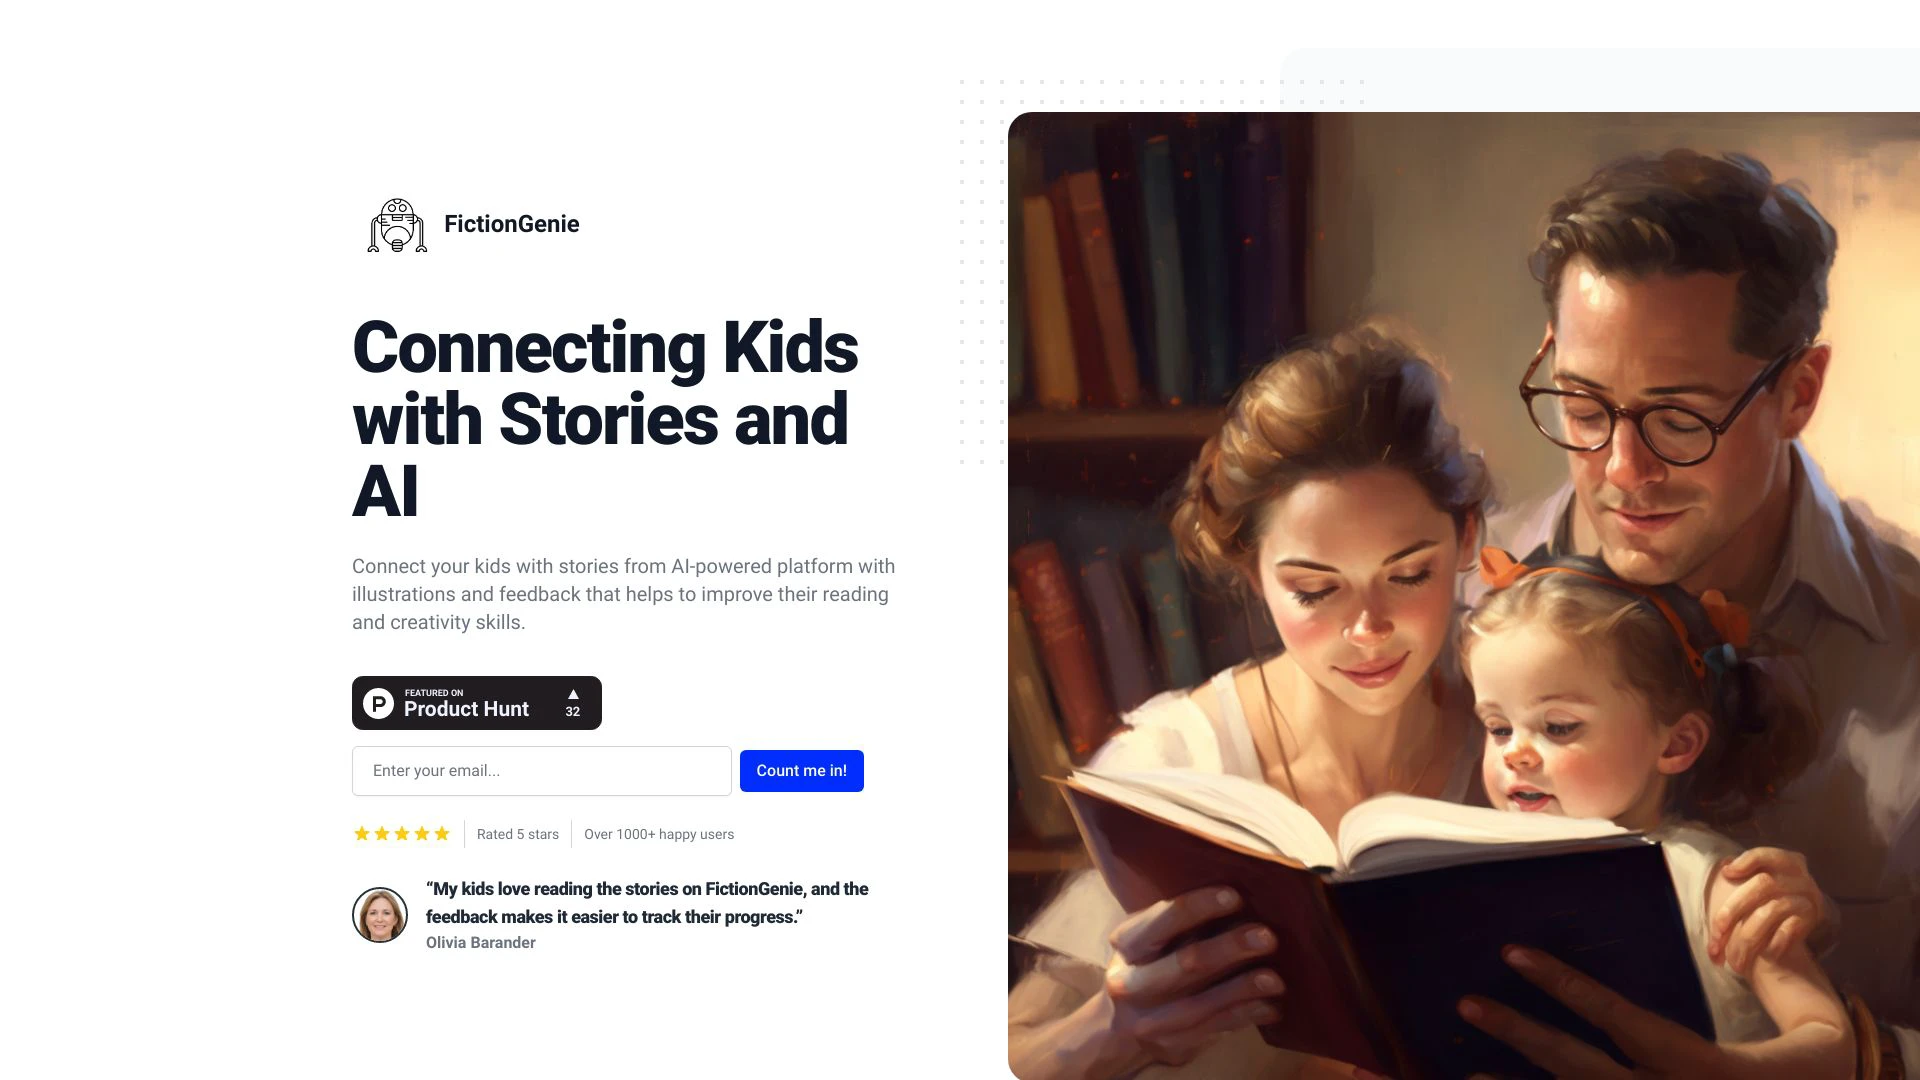 FictionGenie
Connecting Kids
with Stories and
AI
Connect your kids with stories from AI-powered platform with
illustrations and feedback that helps to improve their reading
and creativity skills.
P
FEATURED ON
Product Hunt
32
Enter your email...
Count me in!
Rated 5 stars
Over 1000+ happy users
“My kids love reading the stories on FictionGenie, and the
feedback makes it easier to track their progress.”
Olivia Barander